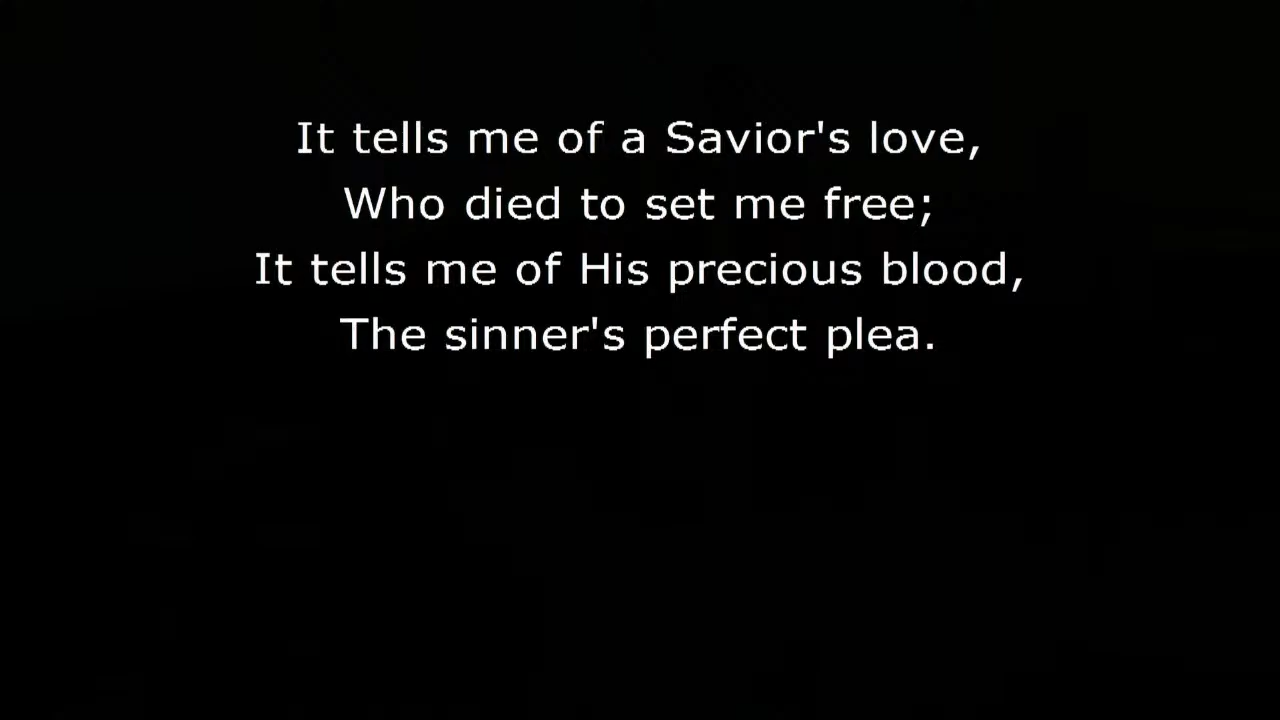 It tells me of a Savior's love,
Who died to set me free;
It tells me of His precious blood,
The sinner's perfect plea.